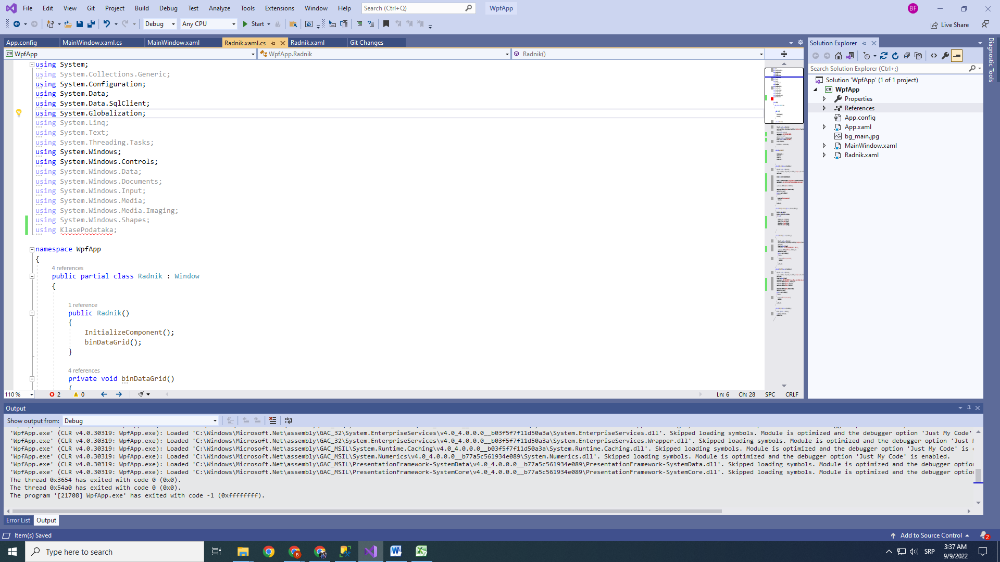 File Edit View Git Project Build Debug Test Analyze Tools Extensions Window Help Search (Ctrl+Q) WpfApp BF
Debug Any CPU Start Live Share
App.config MainWindow.xaml.cs MainWindow.xaml Radnik.xaml.cs Radnik.xaml Git Changes
C# WpfApp WpfApp.Radnik Radnik()
using System;
using System.Collections.Generic;
using System.Configuration;
using System.Data;
using System.Data.SqlClient;
using System.Globalization;
using System.Linq;
using System.Text;
using System.Threading.Tasks;
using System.Windows;
using System.Windows.Controls;
using System.Windows.Data;
using System.Windows.Documents;
using System.Windows.Input;
using System.Windows.Media;
using System.Windows.Media.Imaging;
using System.Windows.Shapes;
using KlasePodataka;
namespace WpfApp
{
4 references
public partial class Radnik : Window
{
1 reference
public Radnik()
{
InitializeComponent();
binDataGrid();
}
4 references
private void binDataGrid()
{
110 % 2 0 Ln: 6 Ch: 28 SPC CRLF
Solution Explorer
Search Solution Explorer (Ctrl+;)
Solution 'WpfApp' (1 of 1 project)
C# WpfApp
Properties
References
App.config
App.xaml
bg_main.jpg
MainWindow.xaml
Radnik.xaml
Diagnostic Tools
Output
Show output from: Debug
'WpfApp.exe' (CLR v4.0.30319: WpfApp.exe): Loaded 'C:\Windows\Microsoft.Net\assembly\GAC_32\System.EnterpriseServices\v4.0_4.0.0.0__b03f5f7f11d50a3a\System.EnterpriseServices.dll'. Skipped loading symbols. Module is optimized and the debugger option 'Just My Code'
'WpfApp.exe' (CLR v4.0.30319: WpfApp.exe): Loaded 'C:\Windows\Microsoft.Net\assembly\GAC_32\System.EnterpriseServices\v4.0_4.0.0.0__b03f5f7f11d50a3a\System.EnterpriseServices.Wrapper.dll'. Skipped loading symbols. Module is optimized and the debugger option 'Just
'WpfApp.exe' (CLR v4.0.30319: WpfApp.exe): Loaded 'C:\Windows\Microsoft.Net\assembly\GAC_MSIL\System.Runtime.Caching\v4.0_4.0.0.0__b03f5f7f11d50a3a\System.Runtime.Caching.dll'. Skipped loading symbols. Module is optimized and the debugger option 'Just My Code' is
'WpfApp.exe' (CLR v4.0.30319: WpfApp.exe): Loaded 'C:\Windows\Microsoft.Net\assembly\GAC_MSIL\System.Numerics\v4.0_4.0.0.0__b77a5c561934e089\System.Numerics.dll'. Skipped loading symbols. Module is optimized and the debugger option 'Just My Code' is enabled.
'WpfApp.exe' (CLR v4.0.30319: WpfApp.exe): Loaded 'C:\Windows\Microsoft.Net\assembly\GAC_MSIL\PresentationFramework-SystemData\v4.0_4.0.0.0__b77a5c561934e089\PresentationFramework-SystemData.dll'. Skipped loading symbols. Module is optimized and the debugger option
'WpfApp.exe' (CLR v4.0.30319: WpfApp.exe): Loaded 'C:\Windows\Microsoft.Net\assembly\GAC_MSIL\PresentationFramework-SystemCore\v4.0_4.0.0.0__b77a5c561934e089\PresentationFramework-SystemCore.dll'. Skipped loading symbols. Module is optimized and the debugger option
The thread 0x3654 has exited with code 0 (0x0).
The thread 0x54a0 has exited with code 0 (0x0).
The program '[21708] WpfApp.exe' has exited with code -1 (0xffffffff).
Error List Output
Item(s) Saved Add to Source Control 2
Type here to search SRP 3:37 AM
9/9/2022